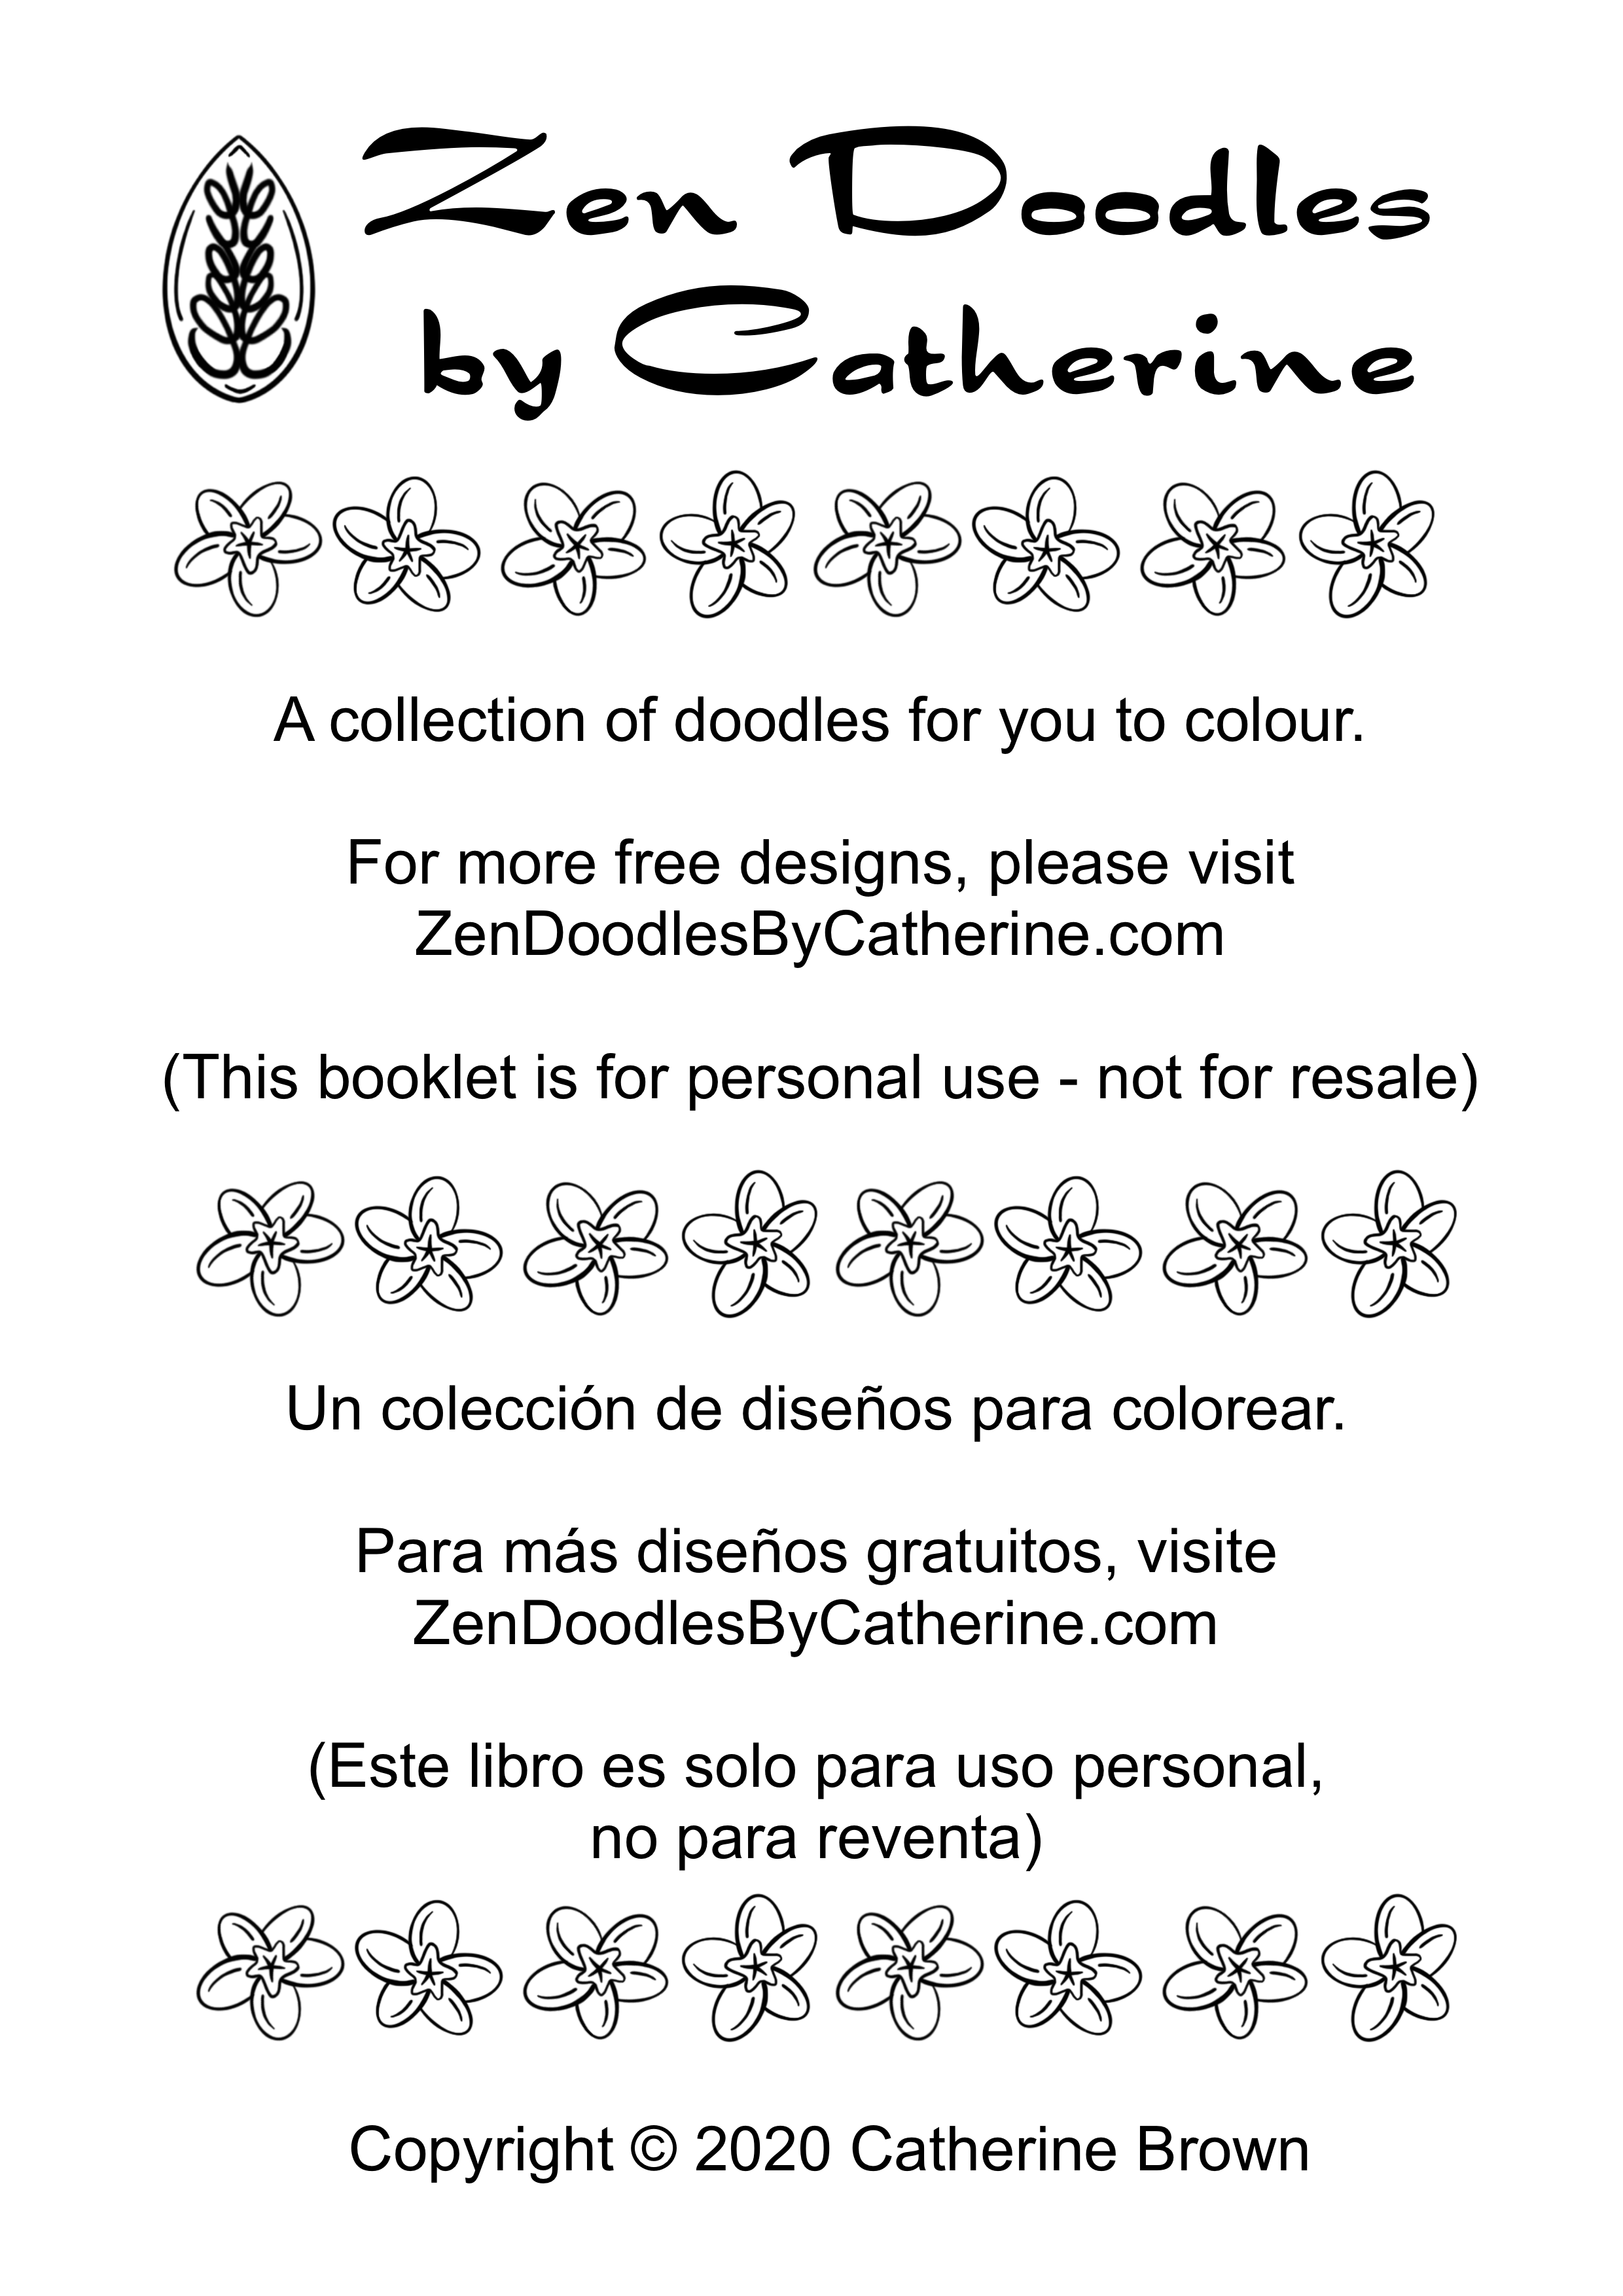 Zen Doodles
by Catherine
A collection of doodles for you to colour.
For more free designs, please visit
ZenDoodlesByCatherine.com
(This booklet is for personal use - not for resale)
Un colección de diseños para colorear.
Para más diseños gratuitos, visite
ZenDoodlesByCatherine.com
(Este libro es solo para uso personal,
no para reventa)
Copyright © 2020 Catherine Brown